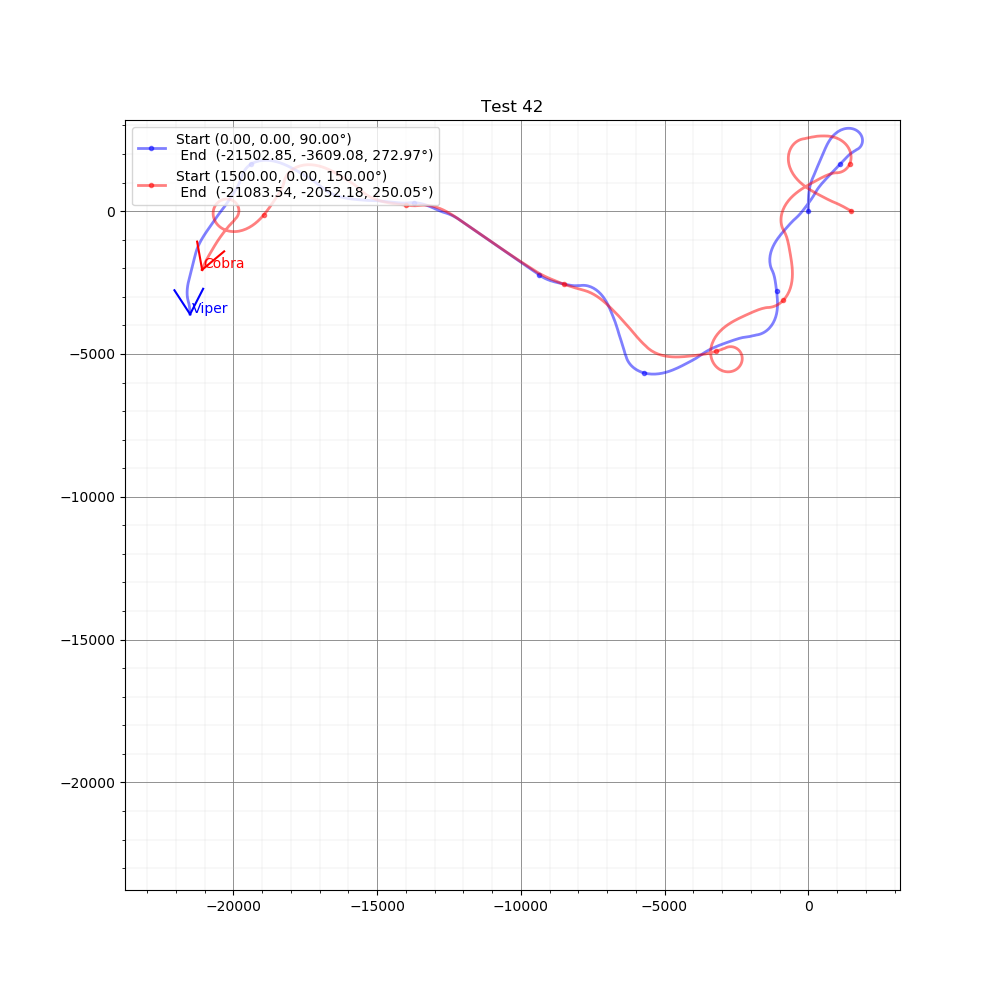 Test 42
Start (0.00, 0.00, 90.00°)
End  (-21502.85, -3609.08, 272.97°)
Start (1500.00, 0.00, 150.00°)
End  (-21083.54, -2052.18, 250.05°)
0
−5000
−10000
−15000
−20000
Cobra
Viper
−20000 −15000 −10000 −5000 0